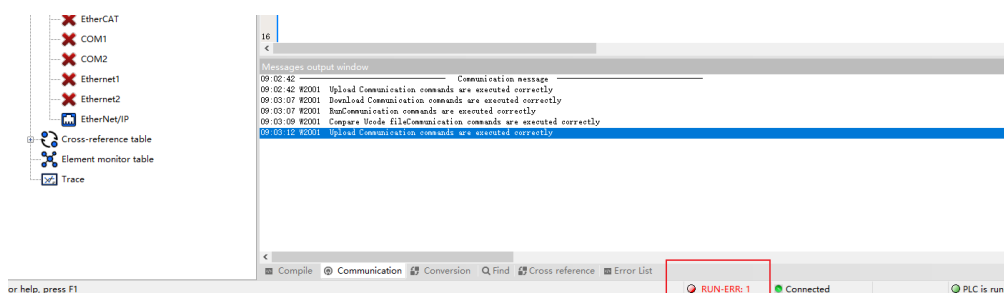 EtherCAT
COM1
COM2
Ethernet1
Ethernet2
EtherNet/IP
Cross-reference table
Element monitor table
Trace
16
Messages output window
09:02:42 Communication message
09:02:42 W2001 Upload Communication commands are executed correctly
09:03:07 W2001 Download Communication commands are executed correctly
09:03:07 W2001 RunCommunication commands are executed correctly
09:03:09 W2001 Compare Ucode fileCommunication commands are executed correctly
09:03:12 W2001 Upload Communication commands are executed correctly
Compile Communication Conversion Find Cross reference Error List
or help, press F1 RUN-ERR: 1 Connected PLC is run